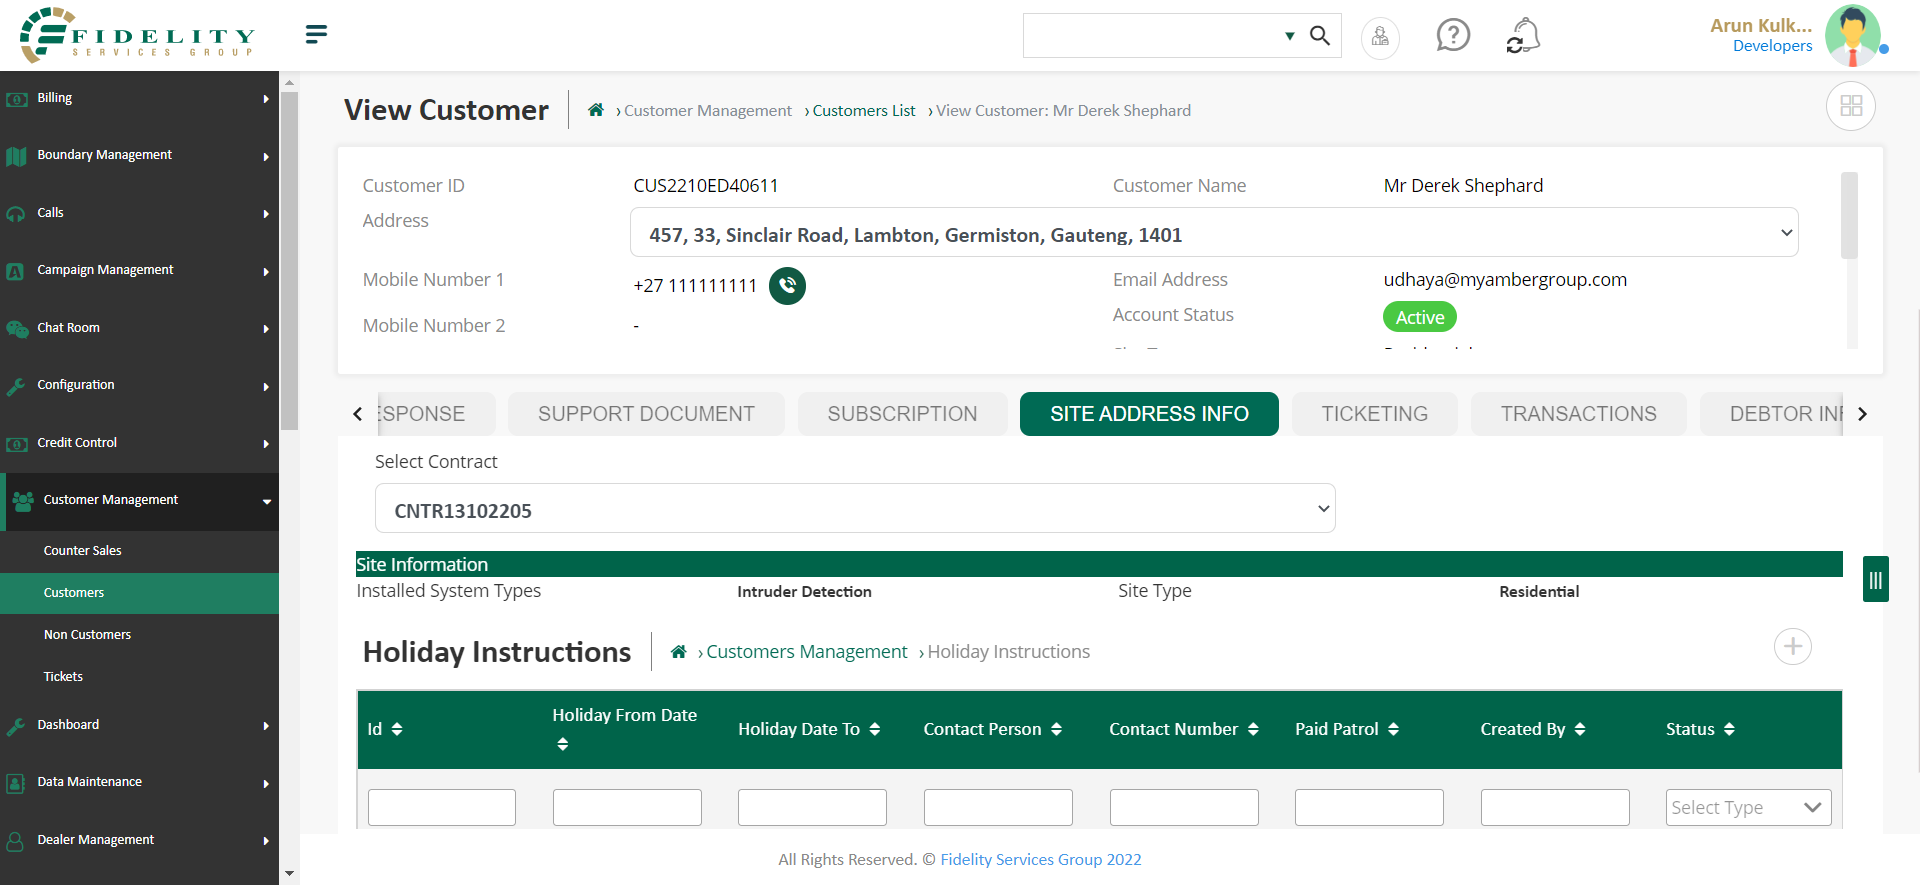 FIDELITY
SERVICES GROUP
Arun Kulk...
Developers
Billing
Boundary Management
Calls
Campaign Management
Chat Room
Configuration
Credit Control
Customer Management
Counter Sales
Customers
Non Customers
Tickets
Dashboard
Data Maintenance
Dealer Management
View Customer
› Customer Management › Customers List › View Customer: Mr Derek Shephard
Customer ID CUS2210ED40611 Customer Name Mr Derek Shephard
Address 457, 33, Sinclair Road, Lambton, Germiston, Gauteng, 1401
Mobile Number 1 +27 111111111 Email Address udhaya@myambergroup.com
Account Status Active
Mobile Number 2 -
ESPONSE SUPPORT DOCUMENT SUBSCRIPTION SITE ADDRESS INFO TICKETING TRANSACTIONS DEBTOR INF
Select Contract
CNTR13102205
Site Information
Installed System Types Intruder Detection Site Type Residential
Holiday Instructions › Customers Management › Holiday Instructions
Id Holiday From Date Holiday Date To Contact Person Contact Number Paid Patrol Created By Status
Select Type
All Rights Reserved. © Fidelity Services Group 2022